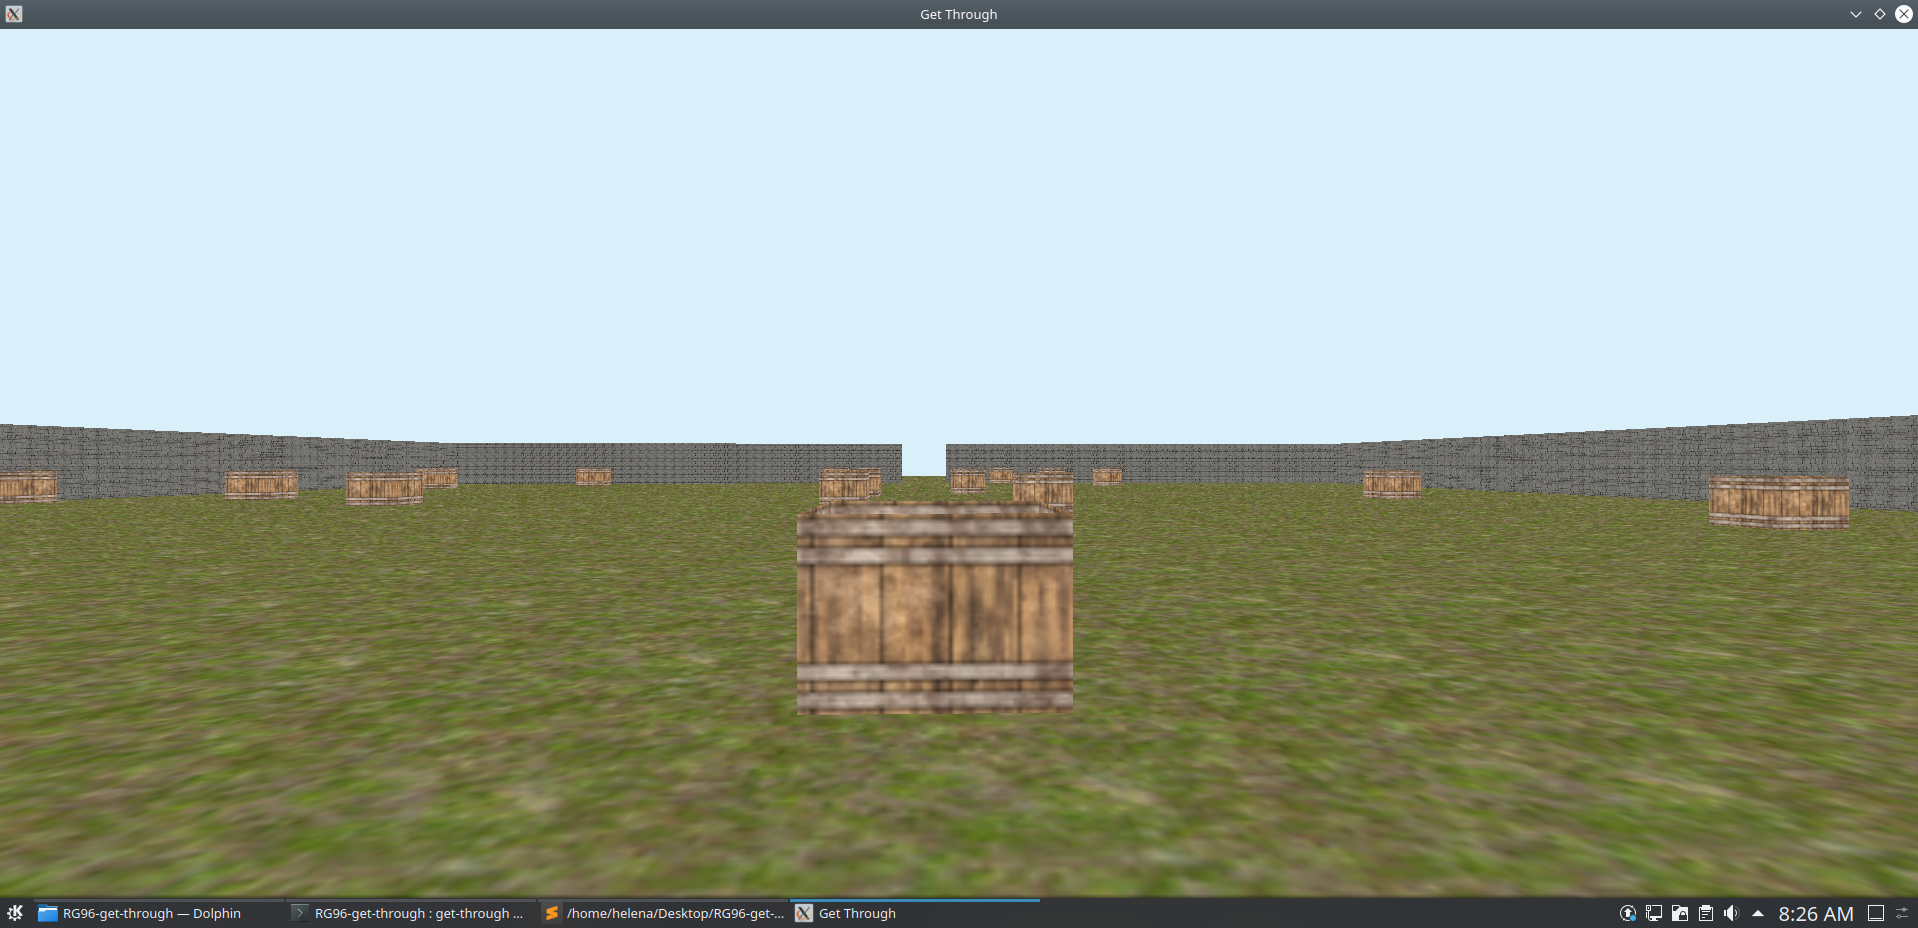 Get Through
RG96-get-through — Dolphin
RG96-get-through : get-through ...
/home/helena/Desktop/RG96-get-...
Get Through
8:26 AM